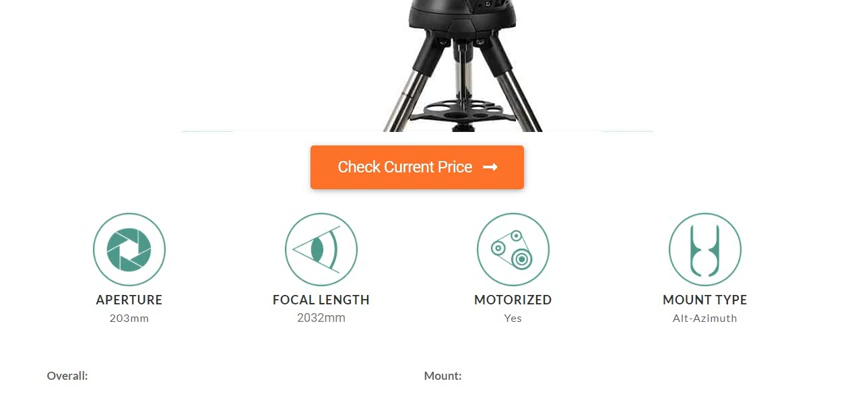 Check Current Price
APERTURE FOCAL LENGTH MOTORIZED MOUNT TYPE
203mm 2032mm Yes Alt-Azimuth
Overall: Mount: